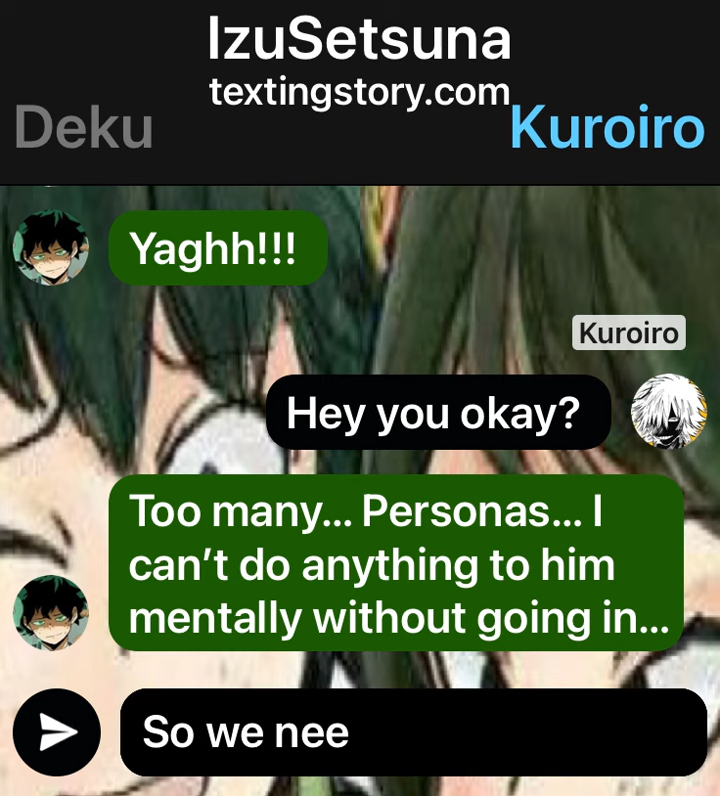 IzuSetsuna
textingstory.com
Deku
Kuroiro
Yaghh!!!
Kuroiro
Hey you okay?
Too many... Personas... I
can't do anything to him
mentally without going in...
So we nee